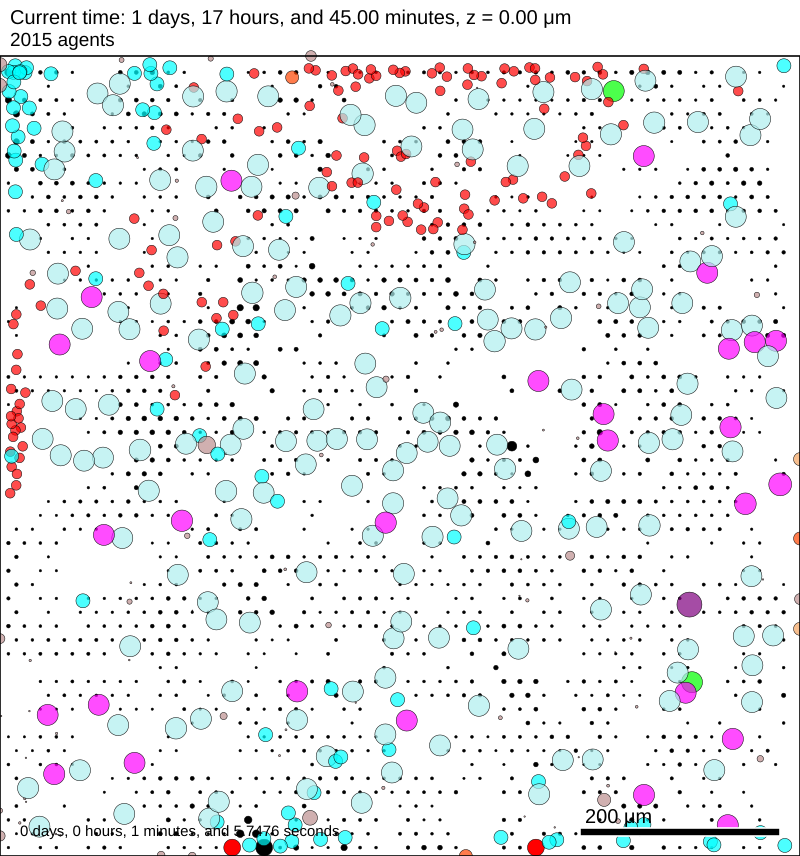 Current time: 1 days, 17 hours, and 45.00 minutes, z = 0.00 μm
2015 agents
200 μm
0 days, 0 hours, 1 minutes, and 5.7476 seconds